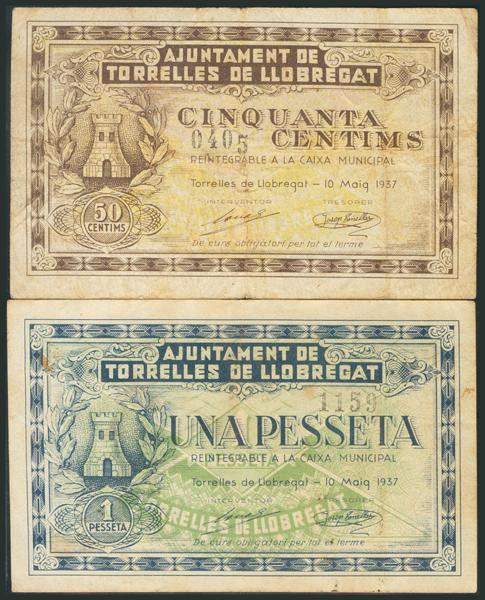 AJUNTAMENT DE
TORRELLES DE LLOBREGAT
CINQUANTA
0405 CENTIMS
REINTEGRABLE A LA CAIXA MUNICIPAL
Torrelles de Llobregat — 10 Maig 1937
INTERVENTOR TRESORER
50
CENTIMS
De curs obligatori per tot el terme
AJUNTAMENT DE
TORRELLES DE LLOBREGAT
1159
UNA PESSETA
PESSETA
REINTEGRABLE A LA CAIXA MUNICIPAL
Torrelles de Llobregat — 10 Maig 1937
INTERVENTOR TRESORER
1
PESSETA
TORRELLES DE LLOBREGAT
De curs obligatori per tot el terme